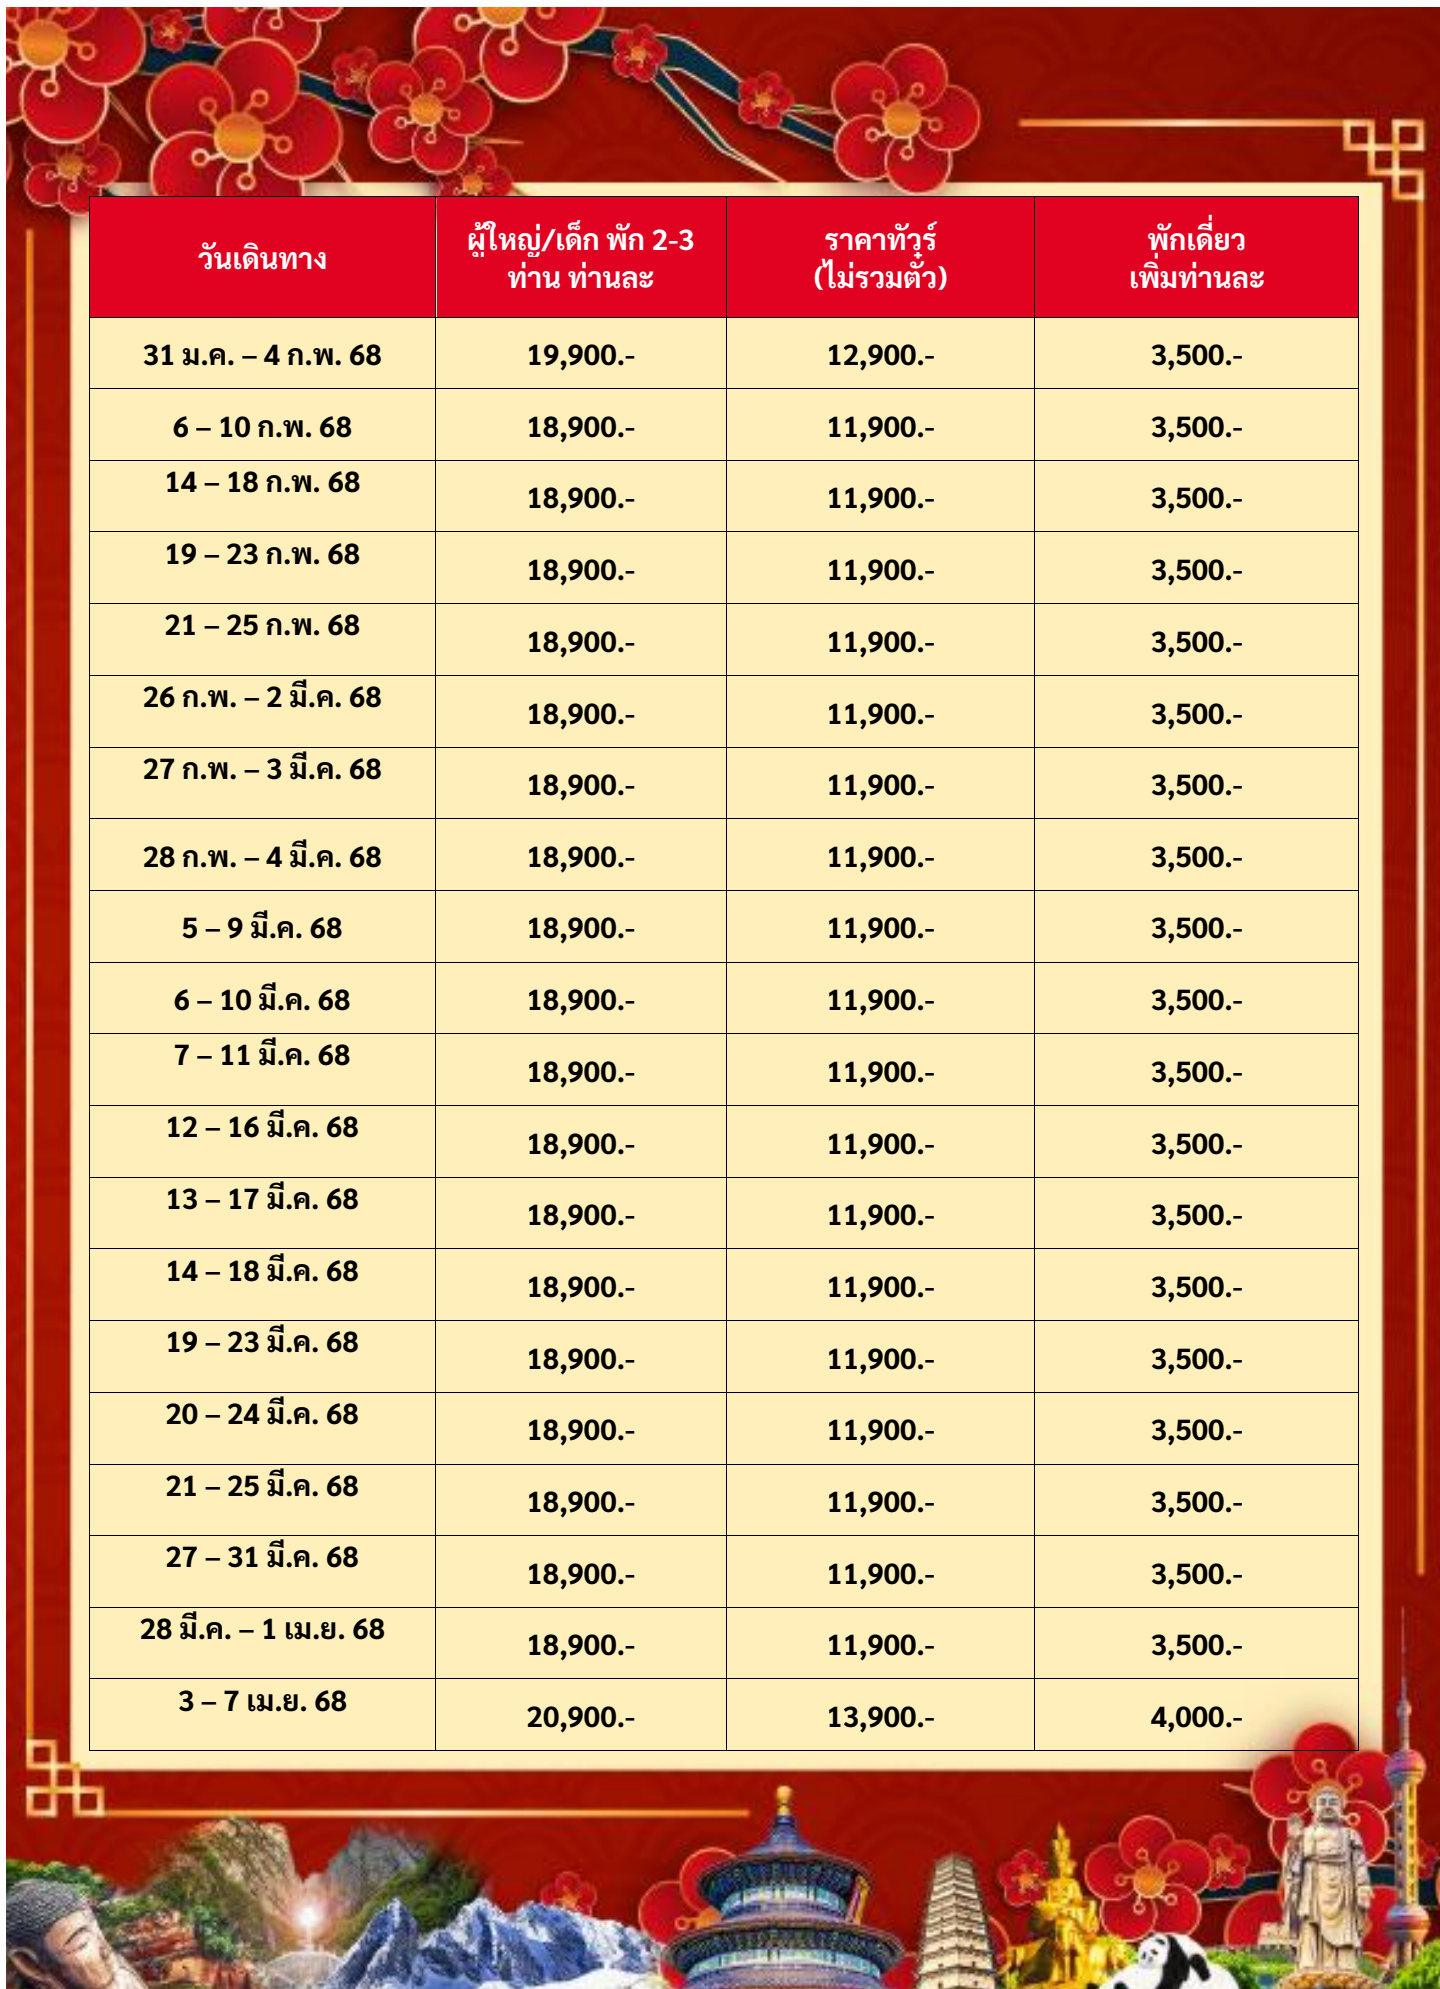 วันเดินทาง
ผู้ใหญ่/เด็ก พัก 2-3
ท่าน ท่านละ
ราคาทัวร์
(ไม่รวมตั๋ว)
พักเดี่ยว
เพิ่มท่านละ
31 ม.ค. – 4 ก.พ. 68 19,900.- 12,900.- 3,500.-
6 – 10 ก.พ. 68 18,900.- 11,900.- 3,500.-
14 – 18 ก.พ. 68 18,900.- 11,900.- 3,500.-
19 – 23 ก.พ. 68 18,900.- 11,900.- 3,500.-
21 – 25 ก.พ. 68 18,900.- 11,900.- 3,500.-
26 ก.พ. – 2 มี.ค. 68 18,900.- 11,900.- 3,500.-
27 ก.พ. – 3 มี.ค. 68 18,900.- 11,900.- 3,500.-
28 ก.พ. – 4 มี.ค. 68 18,900.- 11,900.- 3,500.-
5 – 9 มี.ค. 68 18,900.- 11,900.- 3,500.-
6 – 10 มี.ค. 68 18,900.- 11,900.- 3,500.-
7 – 11 มี.ค. 68 18,900.- 11,900.- 3,500.-
12 – 16 มี.ค. 68 18,900.- 11,900.- 3,500.-
13 – 17 มี.ค. 68 18,900.- 11,900.- 3,500.-
14 – 18 มี.ค. 68 18,900.- 11,900.- 3,500.-
19 – 23 มี.ค. 68 18,900.- 11,900.- 3,500.-
20 – 24 มี.ค. 68 18,900.- 11,900.- 3,500.-
21 – 25 มี.ค. 68 18,900.- 11,900.- 3,500.-
27 – 31 มี.ค. 68 18,900.- 11,900.- 3,500.-
28 มี.ค. – 1 เม.ย. 68 18,900.- 11,900.- 3,500.-
3 – 7 เม.ย. 68 20,900.- 13,900.- 4,000.-